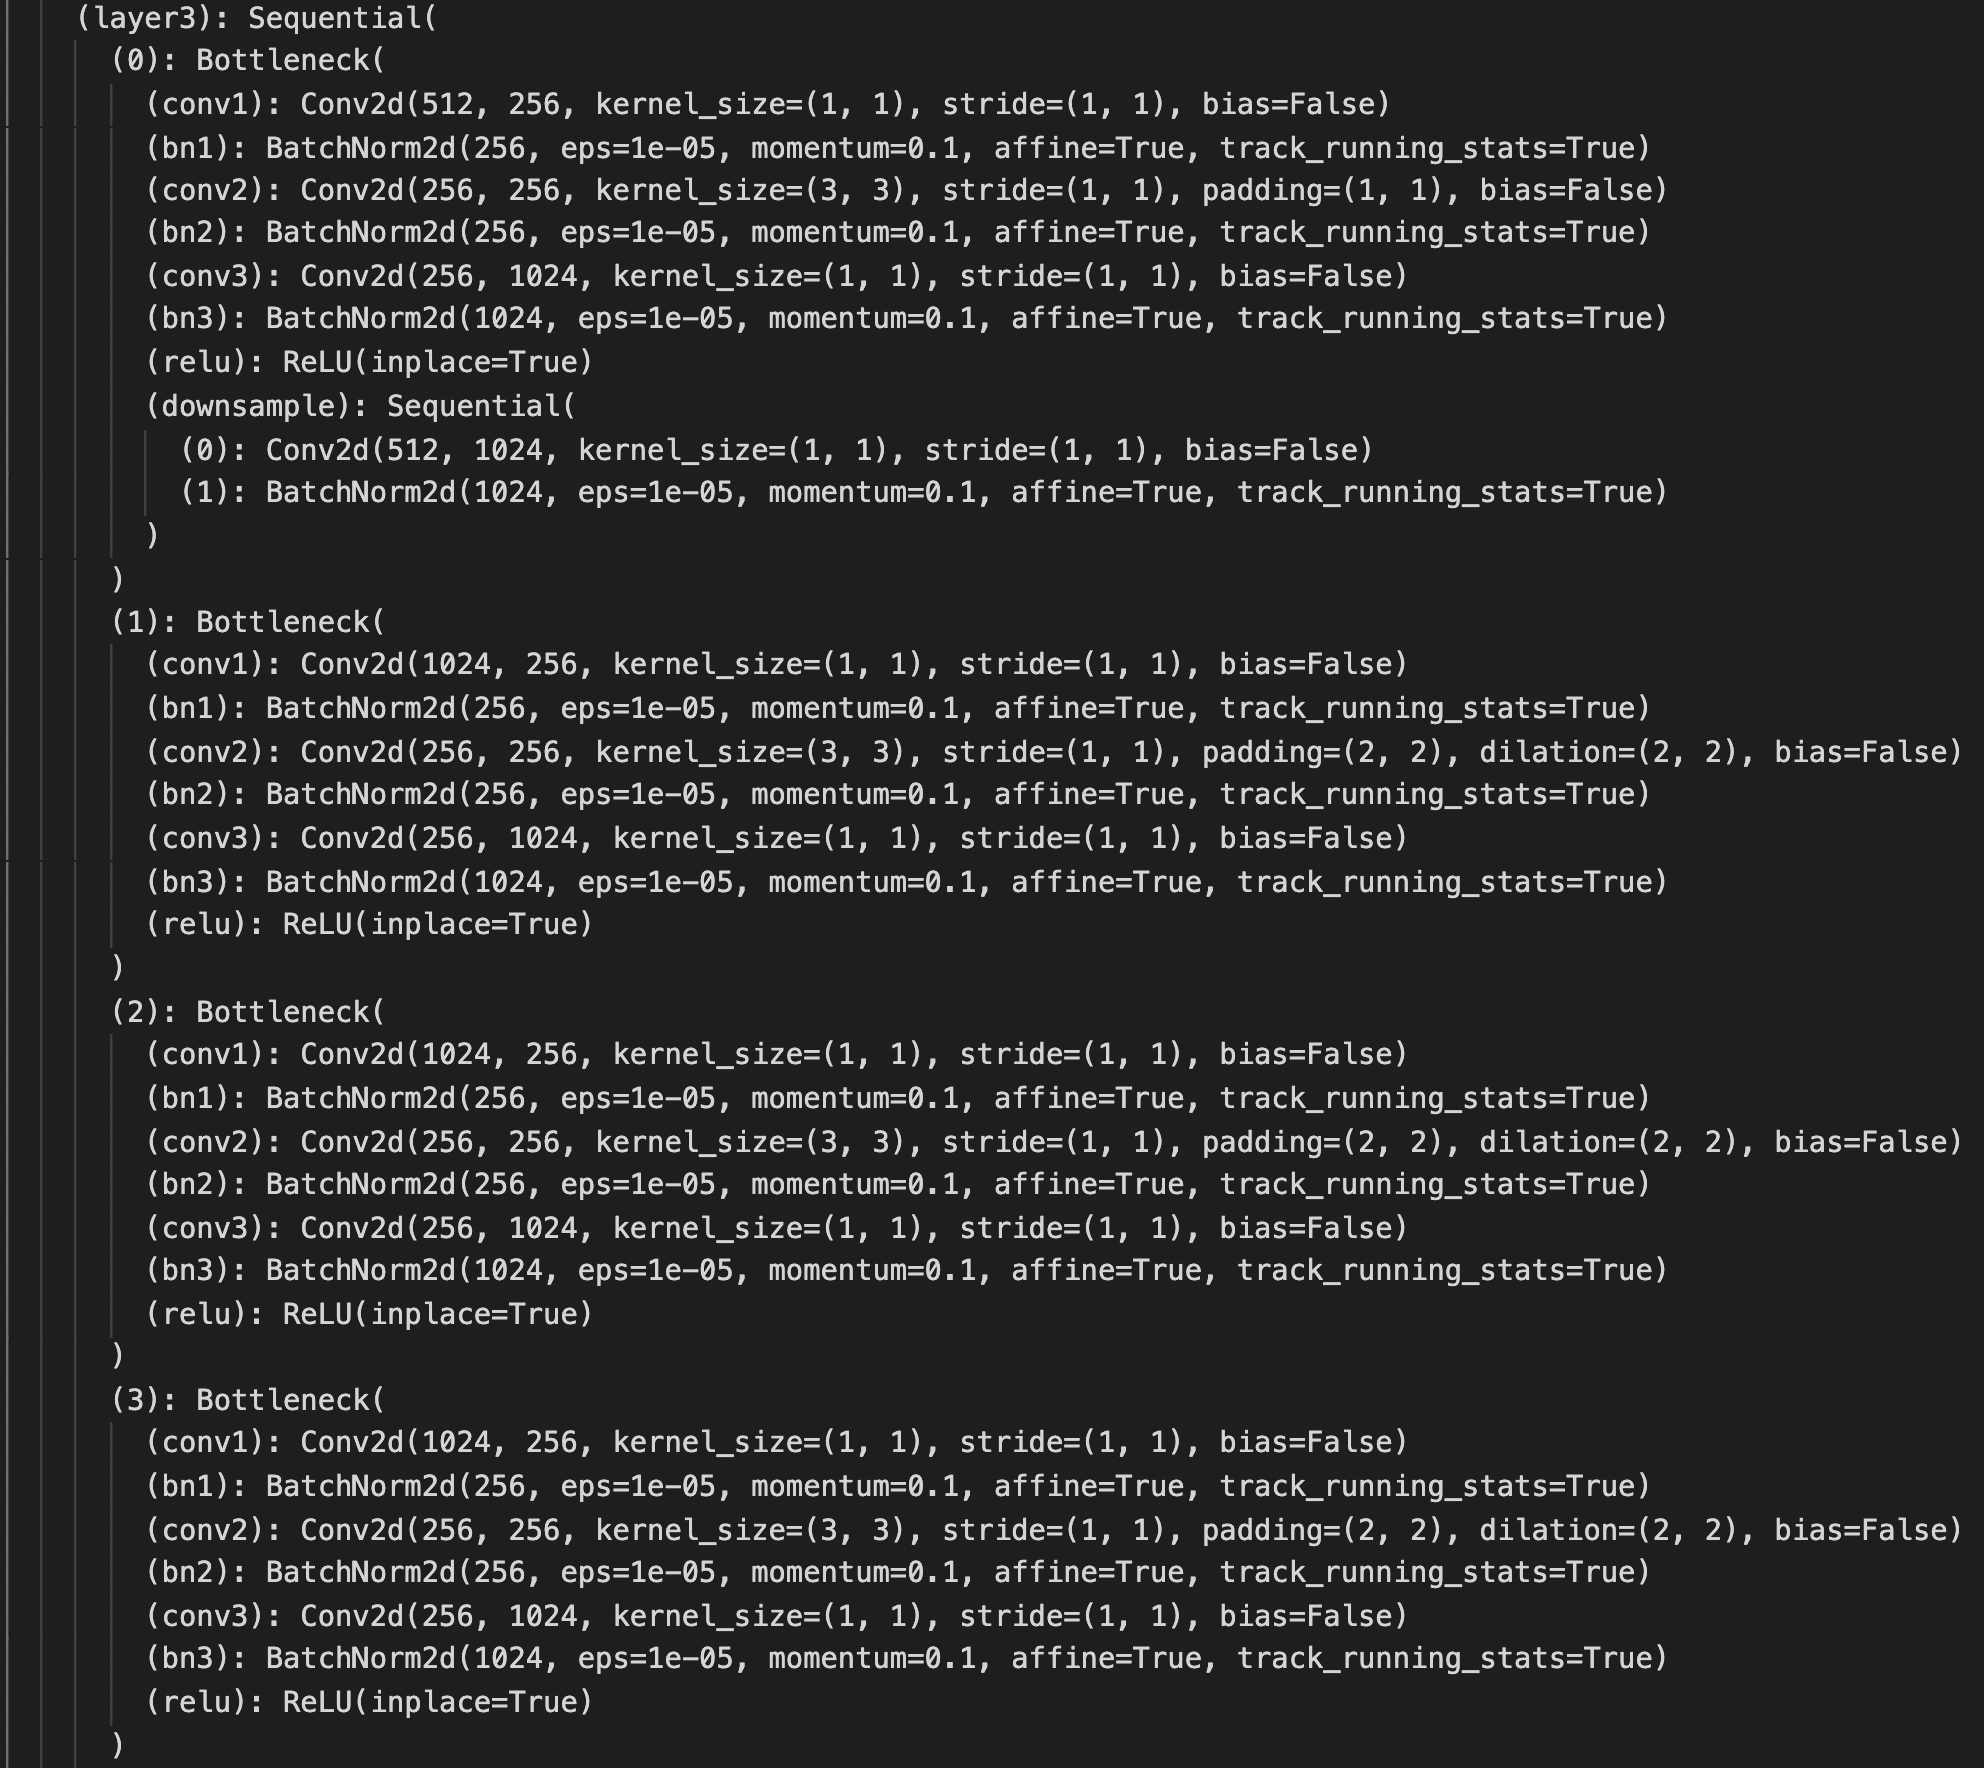 (layer3): Sequential(
(0): Bottleneck(
(conv1): Conv2d(512, 256, kernel_size=(1, 1), stride=(1, 1), bias=False)
(bn1): BatchNorm2d(256, eps=1e-05, momentum=0.1, affine=True, track_running_stats=True)
(conv2): Conv2d(256, 256, kernel_size=(3, 3), stride=(1, 1), padding=(1, 1), bias=False)
(bn2): BatchNorm2d(256, eps=1e-05, momentum=0.1, affine=True, track_running_stats=True)
(conv3): Conv2d(256, 1024, kernel_size=(1, 1), stride=(1, 1), bias=False)
(bn3): BatchNorm2d(1024, eps=1e-05, momentum=0.1, affine=True, track_running_stats=True)
(relu): ReLU(inplace=True)
(downsample): Sequential(
(0): Conv2d(512, 1024, kernel_size=(1, 1), stride=(1, 1), bias=False)
(1): BatchNorm2d(1024, eps=1e-05, momentum=0.1, affine=True, track_running_stats=True)
)
)
(1): Bottleneck(
(conv1): Conv2d(1024, 256, kernel_size=(1, 1), stride=(1, 1), bias=False)
(bn1): BatchNorm2d(256, eps=1e-05, momentum=0.1, affine=True, track_running_stats=True)
(conv2): Conv2d(256, 256, kernel_size=(3, 3), stride=(1, 1), padding=(2, 2), dilation=(2, 2), bias=False)
(bn2): BatchNorm2d(256, eps=1e-05, momentum=0.1, affine=True, track_running_stats=True)
(conv3): Conv2d(256, 1024, kernel_size=(1, 1), stride=(1, 1), bias=False)
(bn3): BatchNorm2d(1024, eps=1e-05, momentum=0.1, affine=True, track_running_stats=True)
(relu): ReLU(inplace=True)
)
(2): Bottleneck(
(conv1): Conv2d(1024, 256, kernel_size=(1, 1), stride=(1, 1), bias=False)
(bn1): BatchNorm2d(256, eps=1e-05, momentum=0.1, affine=True, track_running_stats=True)
(conv2): Conv2d(256, 256, kernel_size=(3, 3), stride=(1, 1), padding=(2, 2), dilation=(2, 2), bias=False)
(bn2): BatchNorm2d(256, eps=1e-05, momentum=0.1, affine=True, track_running_stats=True)
(conv3): Conv2d(256, 1024, kernel_size=(1, 1), stride=(1, 1), bias=False)
(bn3): BatchNorm2d(1024, eps=1e-05, momentum=0.1, affine=True, track_running_stats=True)
(relu): ReLU(inplace=True)
)
(3): Bottleneck(
(conv1): Conv2d(1024, 256, kernel_size=(1, 1), stride=(1, 1), bias=False)
(bn1): BatchNorm2d(256, eps=1e-05, momentum=0.1, affine=True, track_running_stats=True)
(conv2): Conv2d(256, 256, kernel_size=(3, 3), stride=(1, 1), padding=(2, 2), dilation=(2, 2), bias=False)
(bn2): BatchNorm2d(256, eps=1e-05, momentum=0.1, affine=True, track_running_stats=True)
(conv3): Conv2d(256, 1024, kernel_size=(1, 1), stride=(1, 1), bias=False)
(bn3): BatchNorm2d(1024, eps=1e-05, momentum=0.1, affine=True, track_running_stats=True)
(relu): ReLU(inplace=True)
)